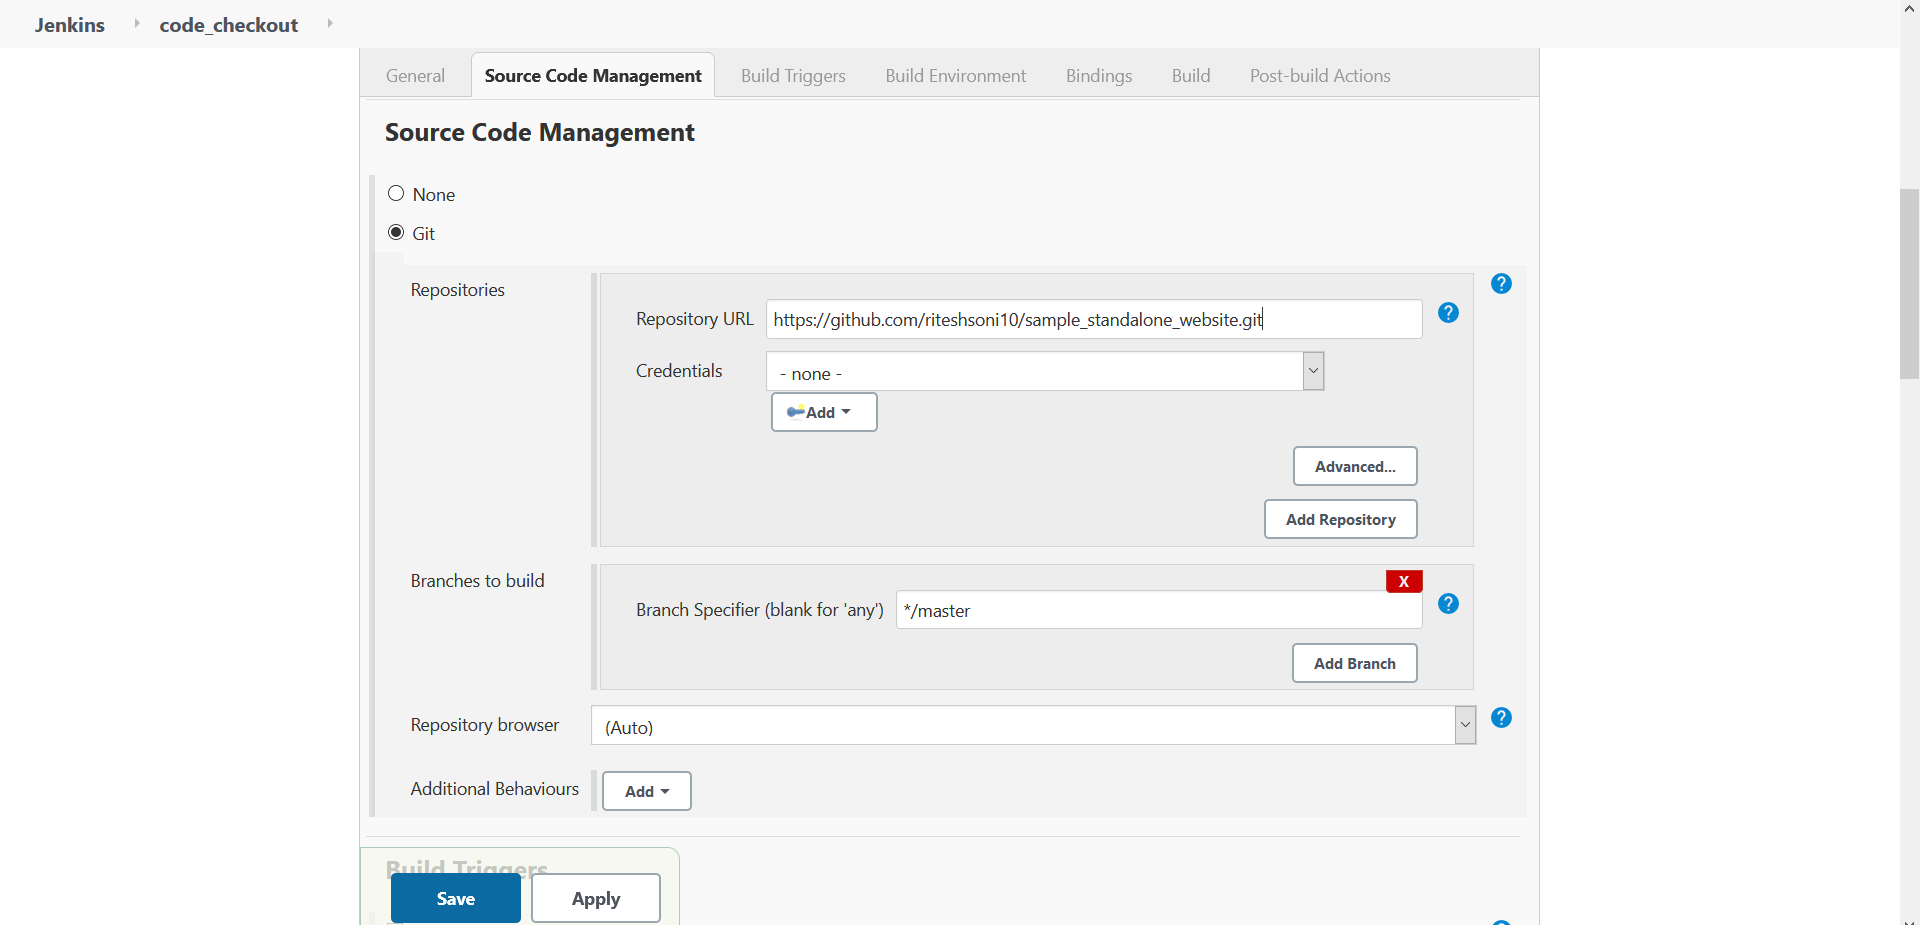 Jenkins code_checkout
General Source Code Management Build Triggers Build Environment Bindings Build Post-build Actions
Source Code Management
None
Git
Repositories
?
Repository URL https://github.com/riteshsoni10/sample_standalone_website.git ?
Credentials - none -
Add
Advanced...
Add Repository
Branches to build
X
Branch Specifier (blank for 'any') */master ?
Add Branch
Repository browser (Auto) ?
Additional Behaviours Add
Build Triggers
Save Apply